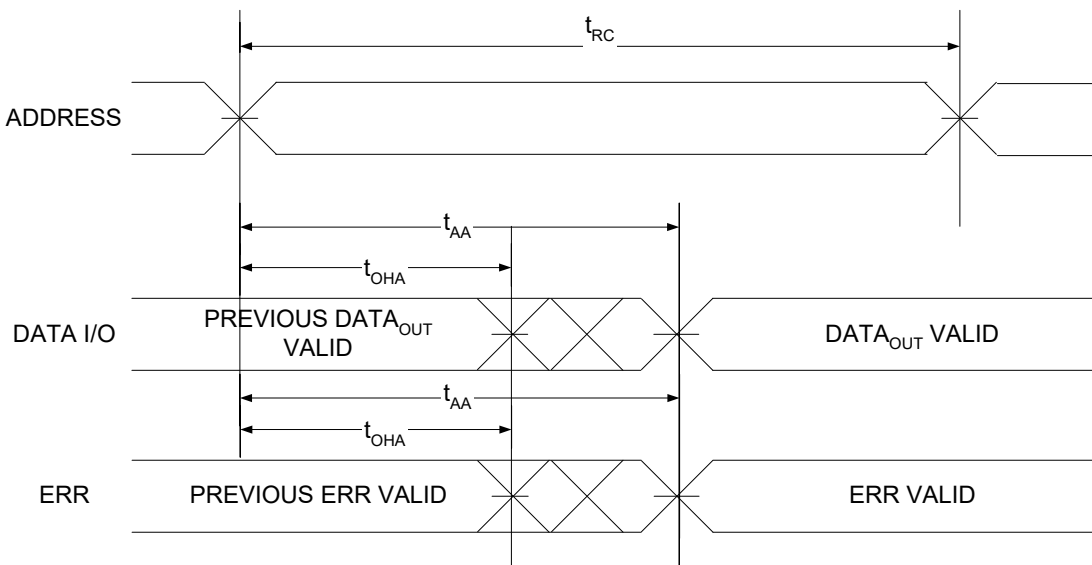 tRC
ADDRESS
tAA
tOHA
DATA I/O
PREVIOUS DATAOUT
VALID
DATAOUT VALID
tAA
tOHA
ERR
PREVIOUS ERR VALID
ERR VALID